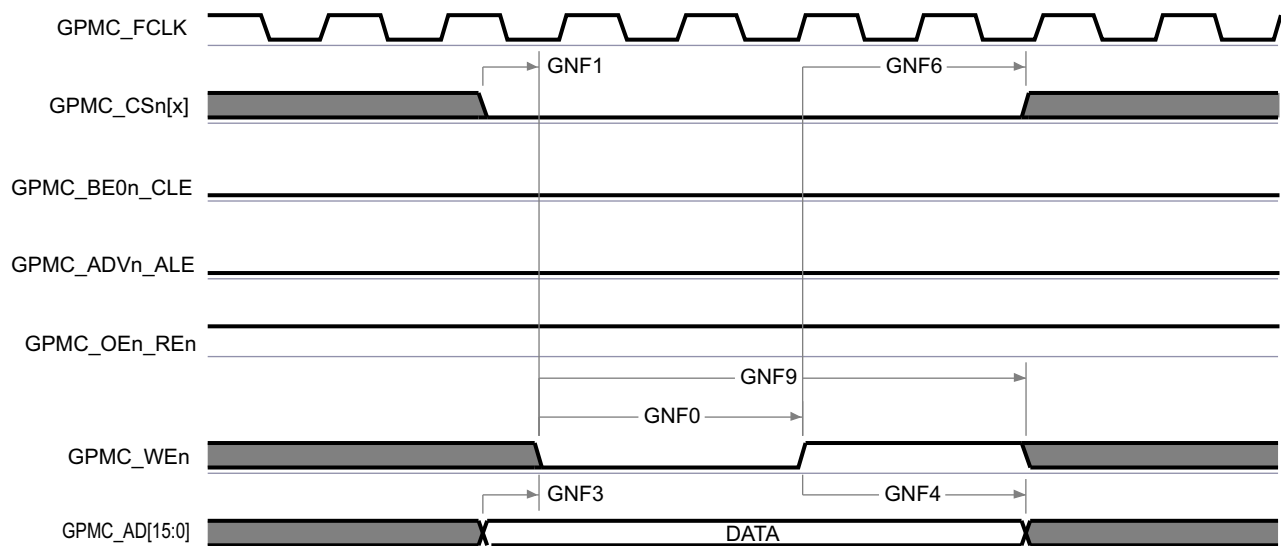 GPMC_FCLK
GNF1
GNF6
GPMC_CSn[x]
GPMC_BE0n_CLE
GPMC_ADVn_ALE
GPMC_OEn_REn
GNF9
GNF0
GPMC_WEn
GNF3
GNF4
GPMC_AD[15:0]
DATA